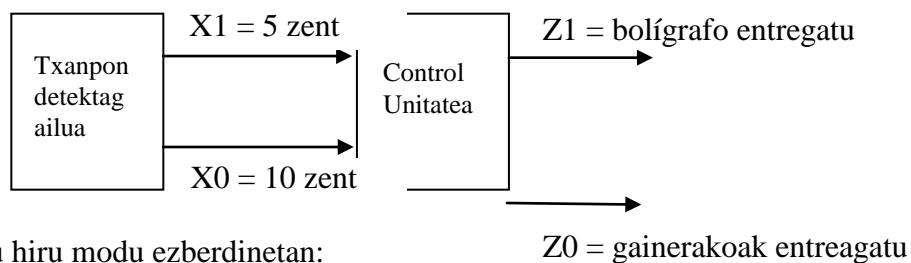 X1 = 5 zent
Z1 = bolígrafo entregatu
Txanpon
detektag
ailua
Control
Unitatea
X0 = 10 zent
hiru modu ezberdinetan:
Z0 = gainerakoak entreagatu